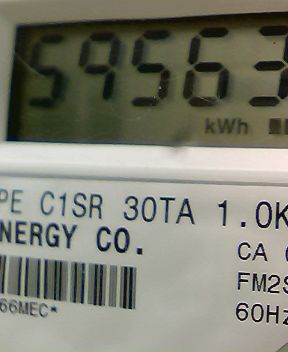 59563
kWh
PE C1SR 30TA 1.0K
NERGY CO.
CA
FM2S
66MEC*
60Hz